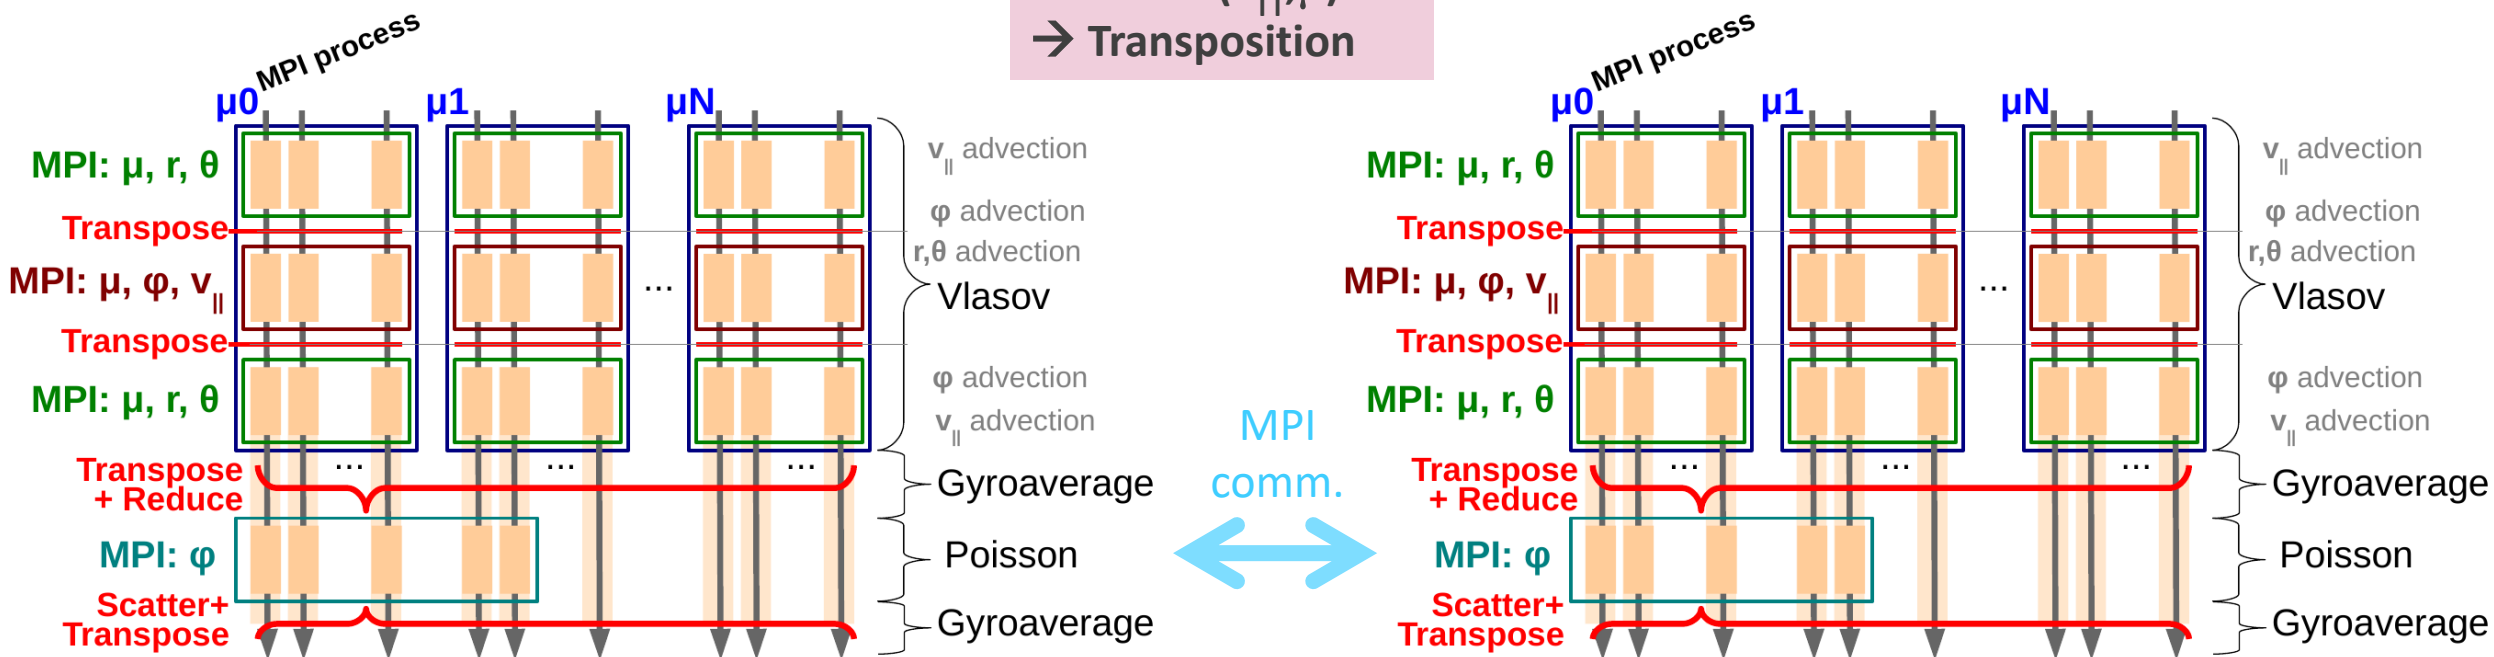 → Transposition
MPI process
μ0 μ1 μN
MPI: μ, r, θ
Transpose
MPI: μ, φ, v||
Transpose
MPI: μ, r, θ
...
v|| advection
φ advection
r,θ advection
Vlasov
φ advection
v|| advection
... ... ...
Transpose
+ Reduce
Gyroaverage
MPI: φ
Poisson
Scatter+
Transpose
Gyroaverage
MPI
comm.
MPI process
μ0 μ1 μN
MPI: μ, r, θ
Transpose
MPI: μ, φ, v||
Transpose
MPI: μ, r, θ
...
v|| advection
φ advection
r,θ advection
Vlasov
φ advection
v|| advection
... ... ...
Transpose
+ Reduce
Gyroaverage
MPI: φ
Poisson
Scatter+
Transpose
Gyroaverage